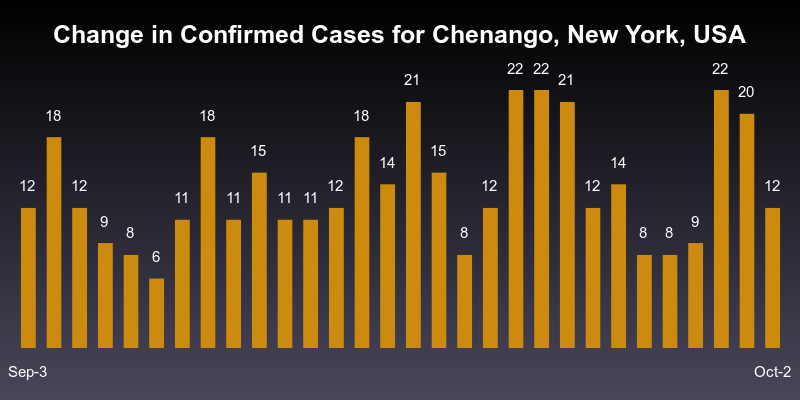 Change in Confirmed Cases for Chenango, New York, USA
12 18 12 9 8 6 11 18 11 15 11 11 12 18 14 21 15 8 12 22 22 21 12 14 8 8 9 22 20 12
Sep-3 Oct-2